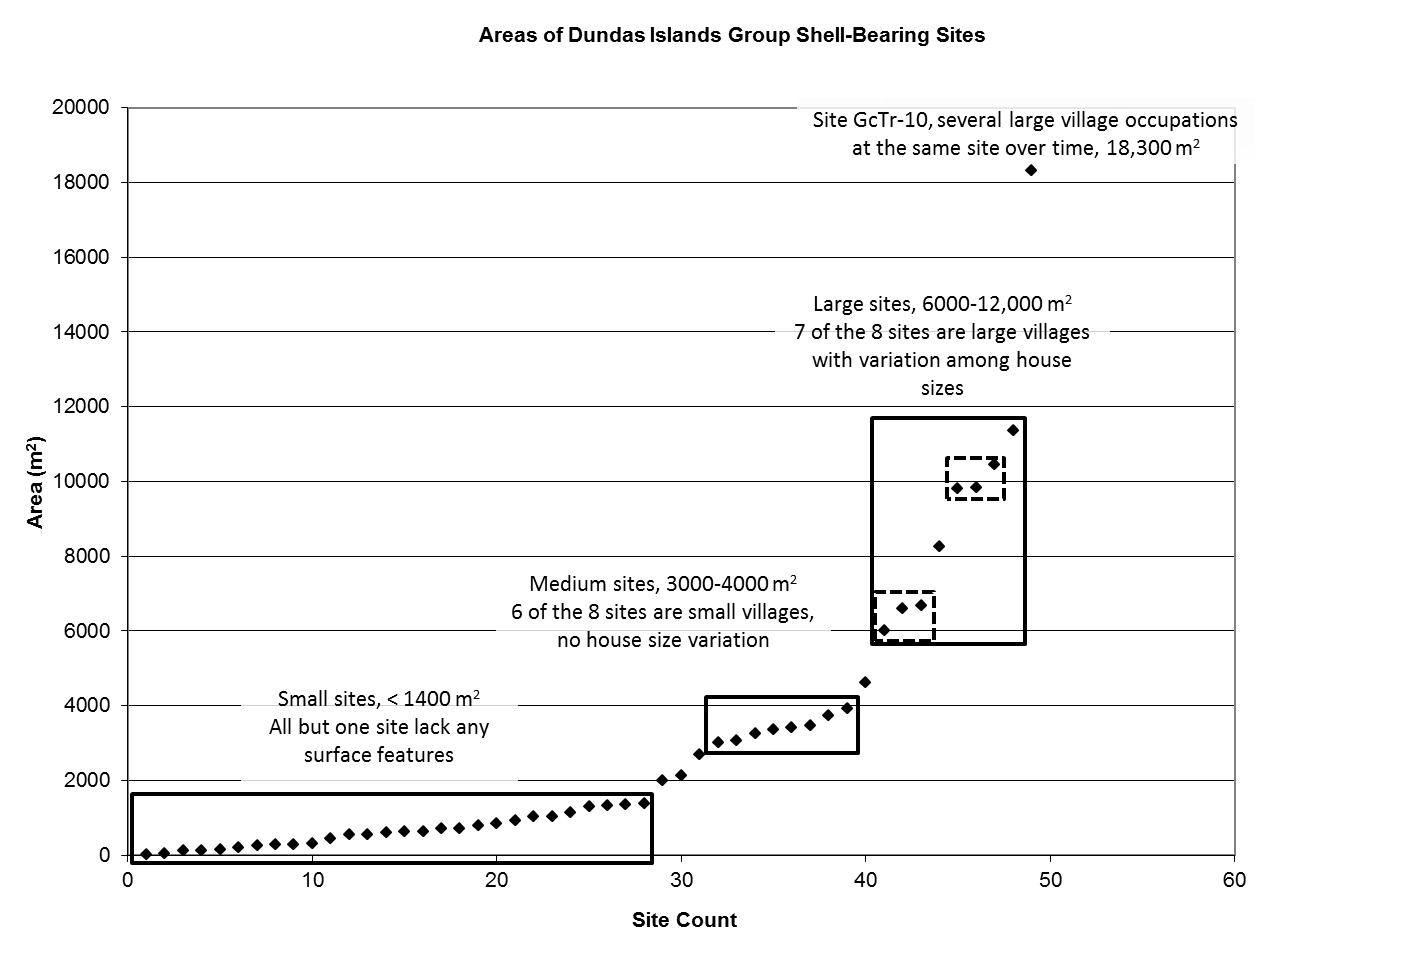 Areas of Dundas Islands Group Shell-Bearing Sites
20000
18000
16000
14000
12000
10000
8000
6000
4000
2000
0
Area (m²)
Site GcTr-10, several large village occupations
at the same site over time, 18,300 m²
Large sites, 6000-12,000 m²
7 of the 8 sites are large villages
with variation among house
sizes
Medium sites, 3000-4000 m²
6 of the 8 sites are small villages,
no house size variation
Small sites, < 1400 m²
All but one site lack any
surface features
0 10 20 30 40 50 60
Site Count